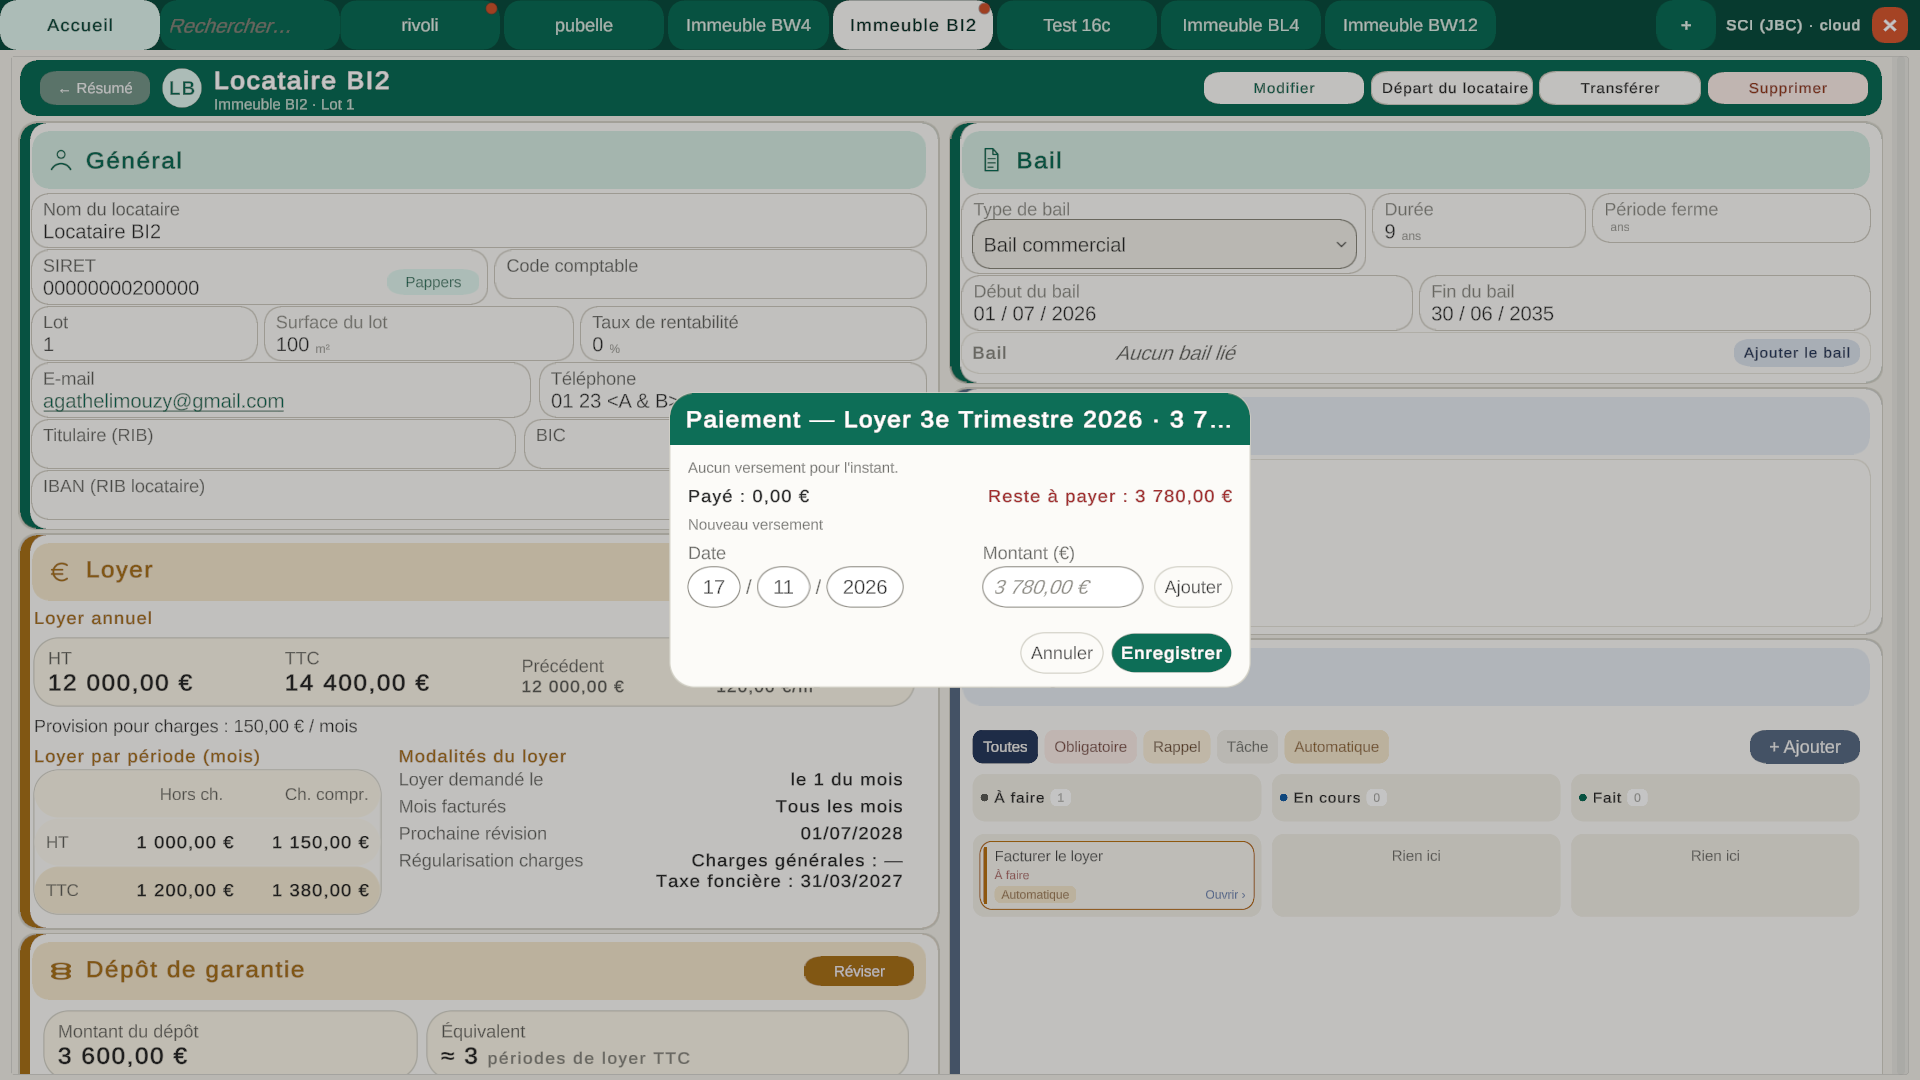 Accueil
Rechercher...
rivoli
pubelle
Immeuble BW4
Immeuble BI2
Test 16c
Immeuble BL4
Immeuble BW12
+
SCI (JBC) · cloud
×
← Résumé
LB
Locataire BI2
Immeuble BI2 · Lot 1
Modifier
Départ du locataire
Transférer
Supprimer
Général
Nom du locataire
Locataire BI2
SIRET
00000000200000
Pappers
Code comptable
Lot
1
Surface du lot
100 m²
Taux de rentabilité
0 %
E-mail
agathelimouzy@gmail.com
Téléphone
01 23 <A & B>
Titulaire (RIB)
BIC
IBAN (RIB locataire)
Bail
Type de bail
Bail commercial
Durée
9 ans
Période ferme
ans
Début du bail
01 / 07 / 2026
Fin du bail
30 / 06 / 2035
Bail
Aucun bail lié
Ajouter le bail
Paiement — Loyer 3e Trimestre 2026 · 3 7...
Aucun versement pour l'instant.
Payé : 0,00 €
Reste à payer : 3 780,00 €
Nouveau versement
Date
17 / 11 / 2026
Montant (€)
3 780,00 €
Ajouter
Annuler
Enregistrer
Loyer
Loyer annuel
HT
12 000,00 €
TTC
14 400,00 €
Précédent
12 000,00 €
120,00 €/m²
Provision pour charges : 150,00 € / mois
Loyer par période (mois)
Hors ch.
Ch. compr.
HT
1 000,00 €
1 150,00 €
TTC
1 200,00 €
1 380,00 €
Modalités du loyer
Loyer demandé le
le 1 du mois
Mois facturés
Tous les mois
Prochaine révision
01/07/2028
Régularisation charges
Charges générales : —
Taxe foncière : 31/03/2027
Dépôt de garantie
Réviser
Montant du dépôt
3 600,00 €
Équivalent
≈ 3 périodes de loyer TTC
Toutes
Obligatoire
Rappel
Tâche
Automatique
+ Ajouter
À faire 1
En cours 0
Fait 0
Facturer le loyer
À faire
Automatique
Ouvrir ›
Rien ici
Rien ici